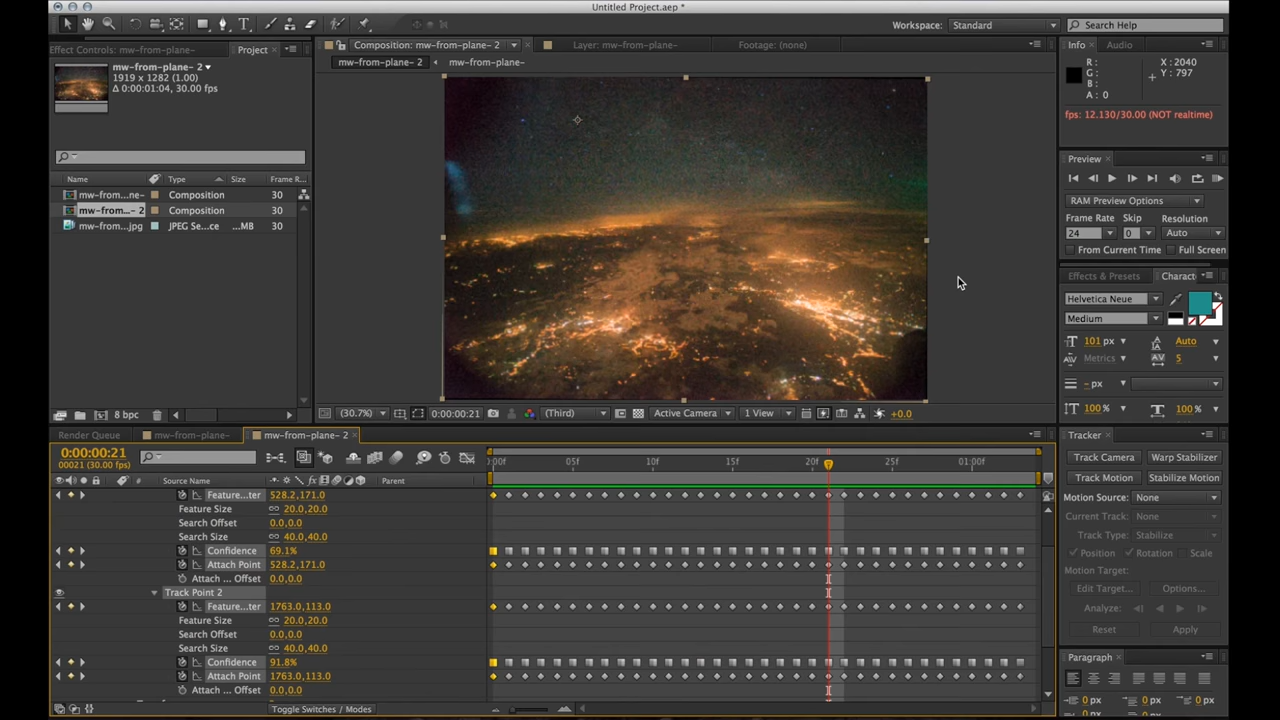 Untitled Project.aep *
Workspace: Standard
Search Help
Effect Controls: mw-from-plane-
Project
mw-from-plane- 2
1919 x 1282 (1.00)
Δ 0:00:01:04, 30.00 fps
Name Type Size Frame R...
mw-from...ne- Composition 30
mw-from...- 2 Composition 30
mw-from....jpg JPEG Se...ce ...MB 30
8 bpc
Composition: mw-from-plane- 2
Layer: mw-from-plane-
Footage: (none)
mw-from-plane- 2
mw-from-plane-
(30.7%)
0:00:00:21
(Third)
Active Camera
1 View
+0.0
Info
Audio
R :
G :
B :
A : 0
X : 2040
Y : 797
fps: 12.130/30.00 (NOT realtime)
Preview
RAM Preview Options
Frame Rate Skip Resolution
24 0 Auto
From Current Time Full Screen
Effects & Presets
Charact
Helvetica Neue
Medium
101 px
Auto
Metrics
5
- px
100 %
100 %
Render Queue
mw-from-plane-
mw-from-plane- 2
0:00:00:21
00021 (30.00 fps)
:00f 05f 10f 15f 20f 25f 01:00f
# Source Name Parent
Feature...ter 528.2,171.0
Feature Size 20.0,20.0
Search Offset 0.0,0.0
Search Size 40.0,40.0
Confidence 69.1%
Attach Point 528.2,171.0
Attach ... Offset 0.0,0.0
Track Point 2
Feature...ter 1763.0,113.0
Feature Size 20.0,20.0
Search Offset 0.0,0.0
Search Size 40.0,40.0
Confidence 91.8%
Attach Point 1763.0,113.0
Attach ... Offset 0.0,0.0
Toggle Switches / Modes
Tracker
Track Camera
Warp Stabilizer
Track Motion
Stabilize Motion
Motion Source: None
Current Track: None
Track Type: Stabilize
Position Rotation Scale
Motion Target:
Edit Target...
Options...
Analyze:
Reset
Apply
Paragraph
0 px
0 px
0 px